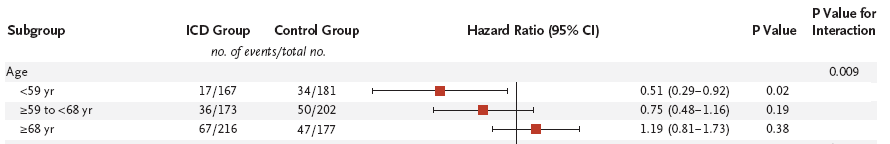 P Value for
Subgroup ICD Group Control Group Hazard Ratio (95% CI) P Value Interaction
no. of events/total no.
Age 0.009
<59 yr 17/167 34/181 0.51 (0.29–0.92) 0.02
≥59 to <68 yr 36/173 50/202 0.75 (0.48–1.16) 0.19
≥68 yr 67/216 47/177 1.19 (0.81–1.73) 0.38